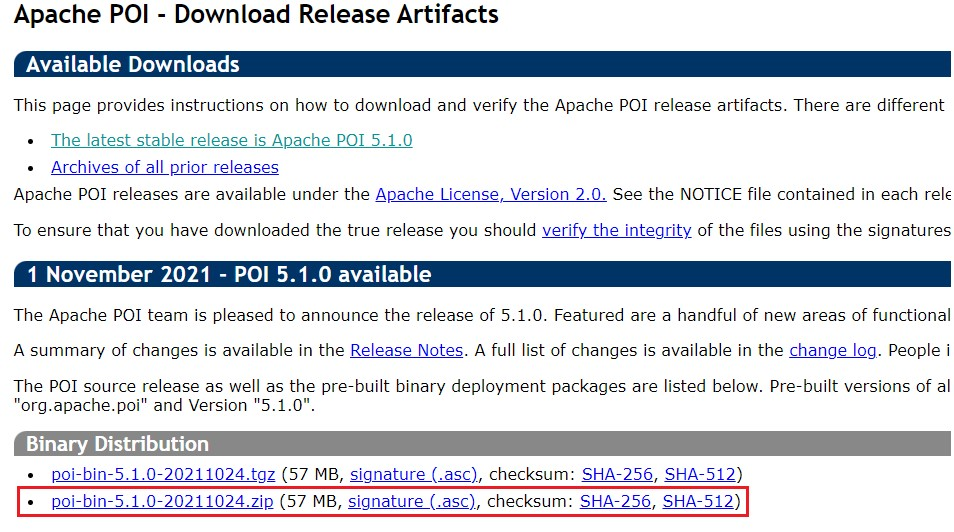 Apache POI - Download Release Artifacts
Available Downloads
This page provides instructions on how to download and verify the Apache POI release artifacts. There are different
The latest stable release is Apache POI 5.1.0
Archives of all prior releases
Apache POI releases are available under the Apache License, Version 2.0. See the NOTICE file contained in each rele
To ensure that you have downloaded the true release you should verify the integrity of the files using the signatures
1 November 2021 - POI 5.1.0 available
The Apache POI team is pleased to announce the release of 5.1.0. Featured are a handful of new areas of functional
A summary of changes is available in the Release Notes. A full list of changes is available in the change log. People i
The POI source release as well as the pre-built binary deployment packages are listed below. Pre-built versions of al
"org.apache.poi" and Version "5.1.0".
Binary Distribution
poi-bin-5.1.0-20211024.tgz (57 MB, signature (.asc), checksum: SHA-256, SHA-512)
poi-bin-5.1.0-20211024.zip (57 MB, signature (.asc), checksum: SHA-256, SHA-512)